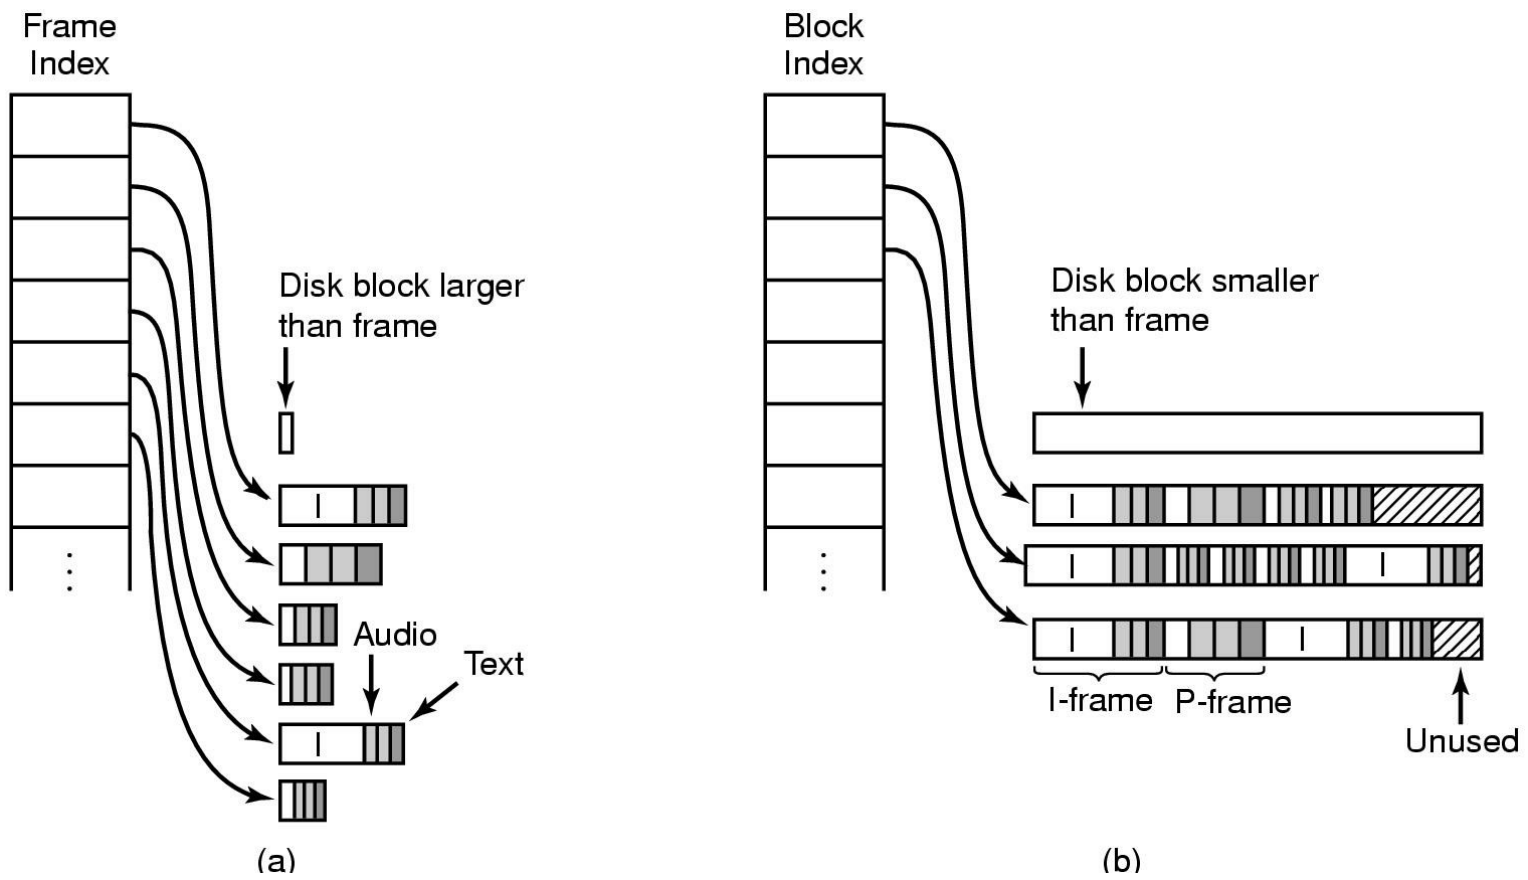 Frame
Index
Disk block larger
than frame
I
Audio
Text
I
(a)
Block
Index
Disk block smaller
than frame
I
I
I
I
I
I-frame
P-frame
Unused
(b)